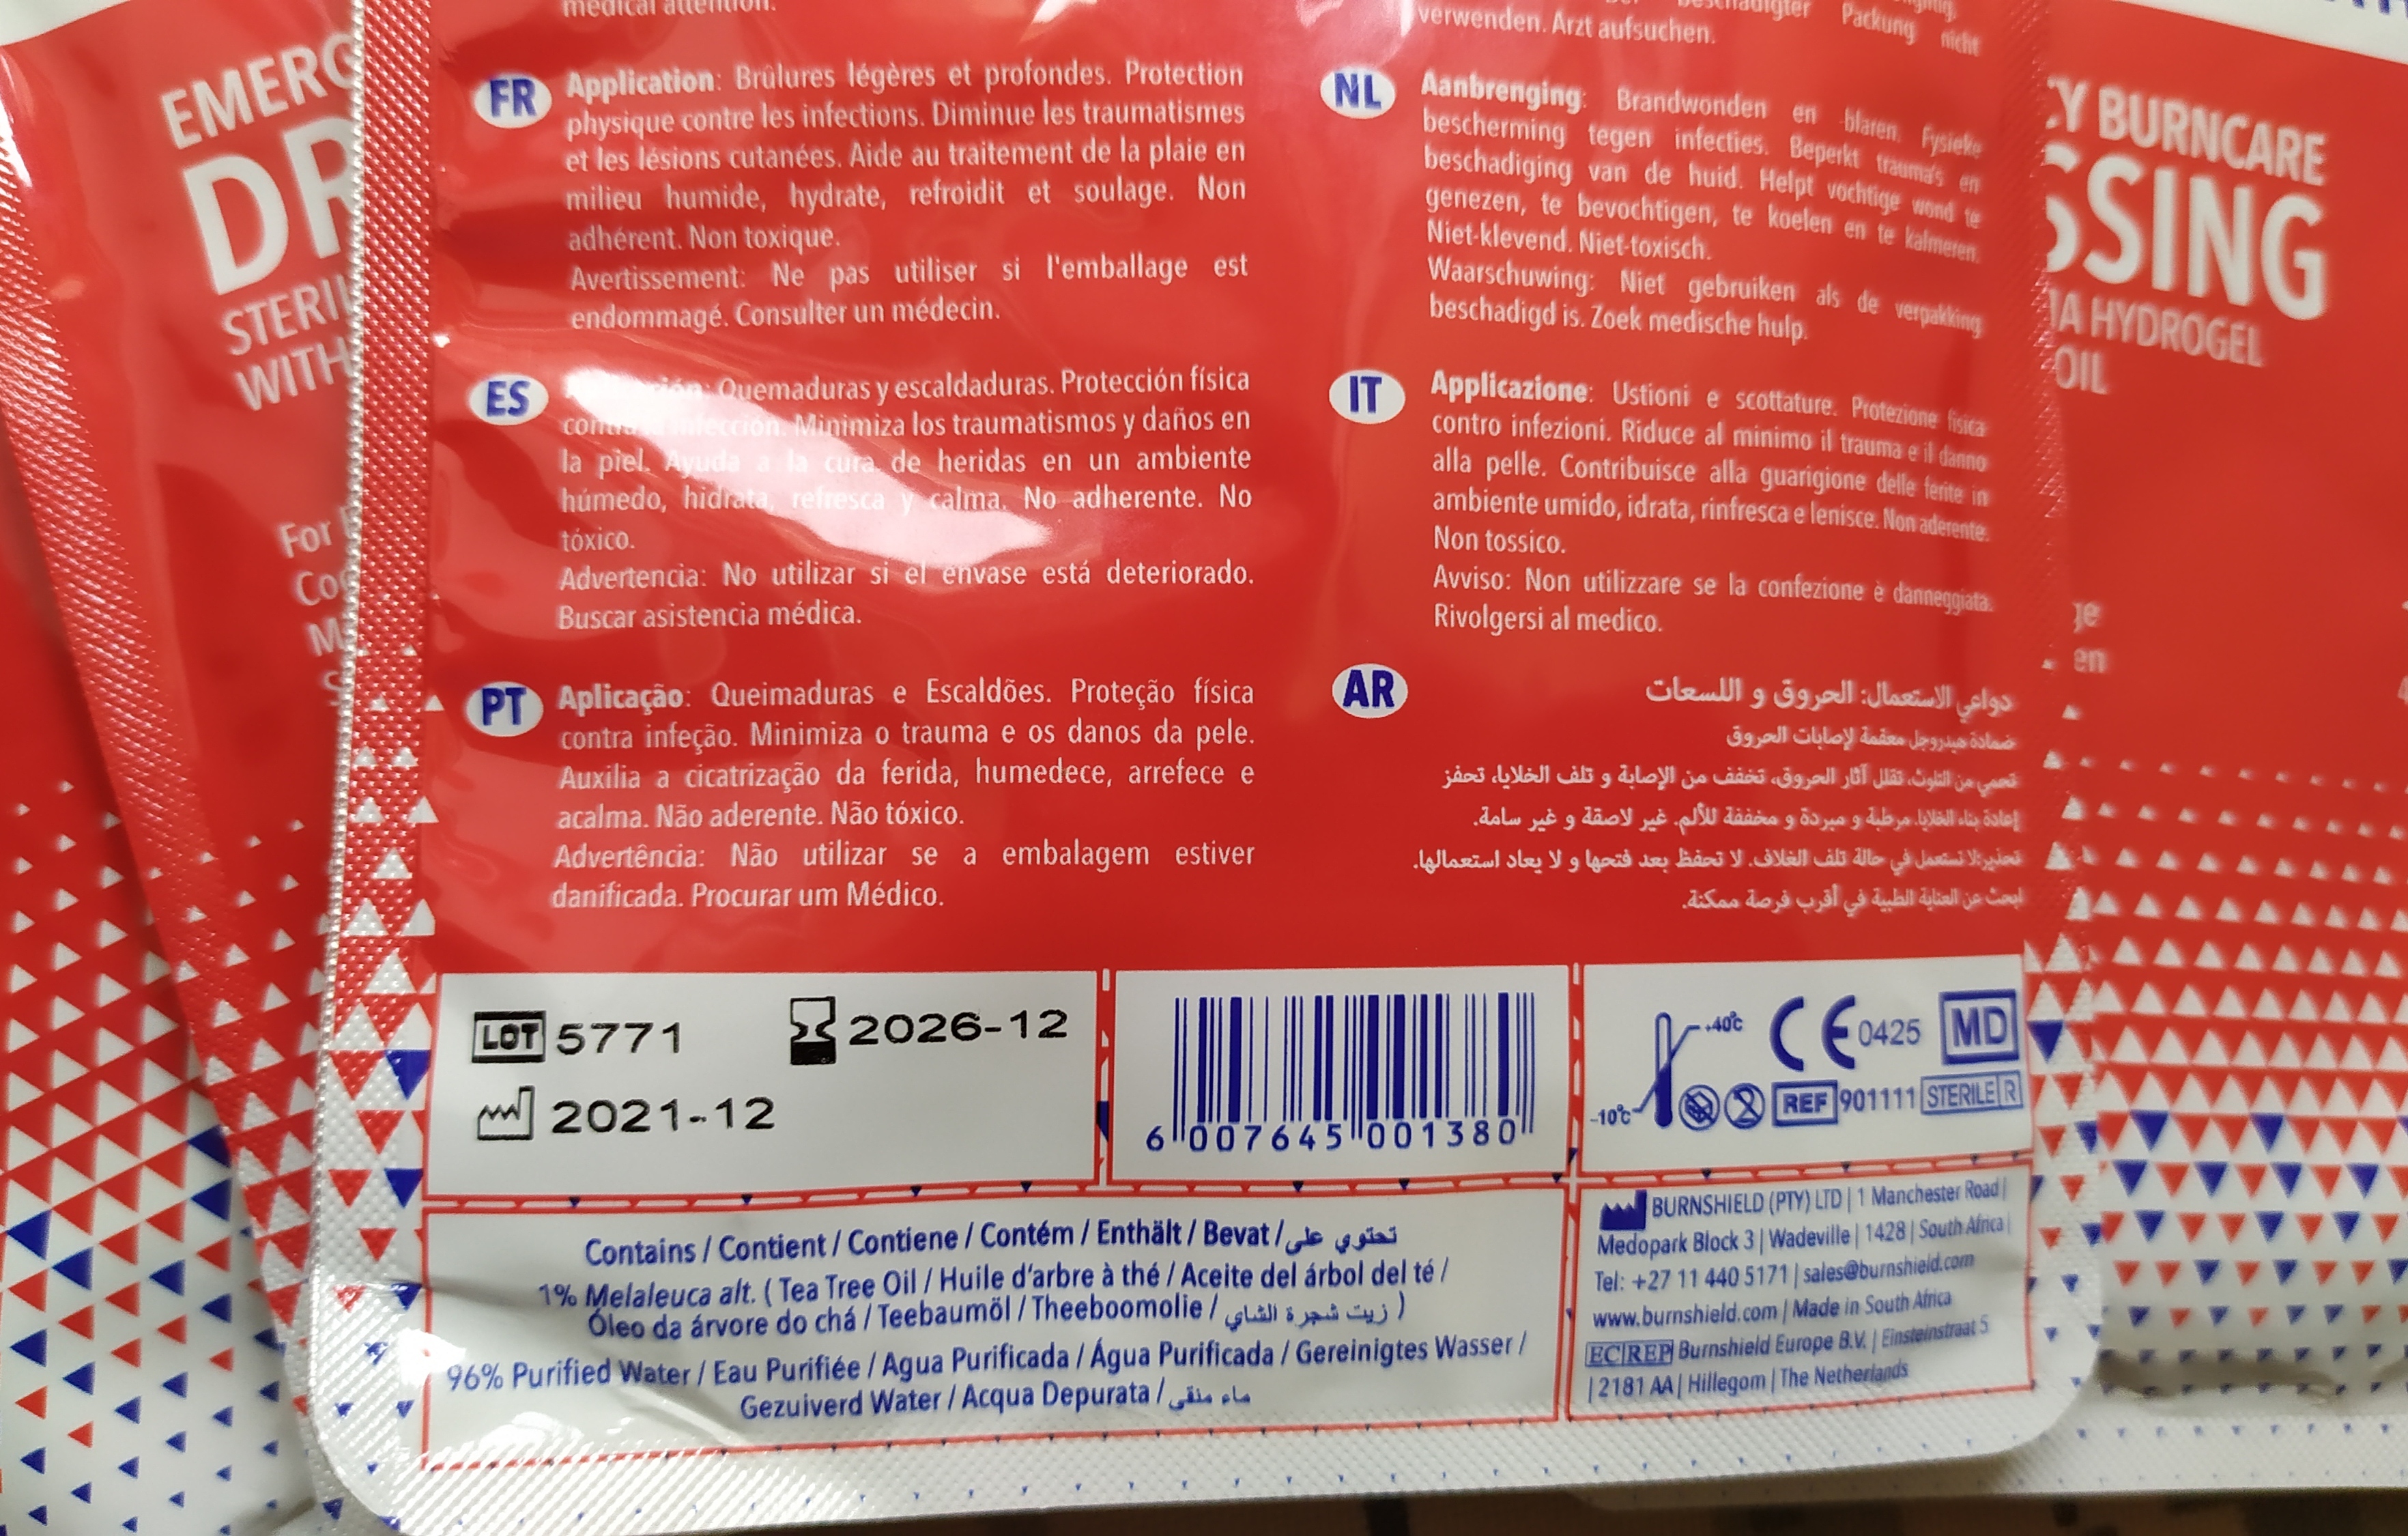 medical attention.
FR Application: Brûlures légères et profondes. Protection
physique contre les infections. Diminue les traumatismes
et les lésions cutanées. Aide au traitement de la plaie en
milieu humide, hydrate, refroidit et soulage. Non
adhérent. Non toxique.
Avertissement: Ne pas utiliser si l'emballage est
endommagé. Consulter un médecin.
ES Quemaduras y escaldaduras. Protección física
infección. Minimiza los traumatismos y daños en
la piel. Ayuda a la cura de heridas en un ambiente
húmedo, hidrata, refresca y calma. No adherente. No
tóxico.
Advertencia: No utilizar si el envase está deteriorado.
Buscar asistencia médica.
PT Aplicação: Queimaduras e Escaldões. Proteção física
contra infeção. Minimiza o trauma e os danos da pele.
Auxilia a cicatrização da ferida, humedece, arrefece e
acalma. Não aderente. Não tóxico.
Advertência: Não utilizar se a embalagem estiver
danificada. Procurar um Médico.
Packung nicht
verwenden. Arzt aufsuchen.
NL Aanbrenging: Brandwonden en blaren. Fysieke
bescherming tegen infecties. Beperkt trauma's en
beschadiging van de huid. Helpt vochtige wond te
genezen, te bevochtigen, te koelen en te kalmeren.
Niet-klevend. Niet-toxisch.
Waarschuwing: Niet gebruiken als de verpakking
beschadigd is. Zoek medische hulp.
IT Applicazione: Ustioni e scottature. Protezione fisica
contro infezioni. Riduce al minimo il trauma e il danno
alla pelle. Contribuisce alla guarigione delle ferite in
ambiente umido, idrata, rinfresca e lenisce. Non aderente.
Non tossico.
Avviso: Non utilizzare se la confezione è danneggiata.
Rivolgersi al medico.
AR دواعي الاستعمال: الحروق و اللسعات
ضمادة هيدروجل معقمة لإصابات الحروق
تحمي من التلوث، تقلل آثار الحروق، تخفف من الإصابة و تلف الخلايا، تحفز
إعادة بناء الخلايا. مرطبة و مبردة و مخففة للألم. غير لاصقة و غير سامة.
تحذير: لا تستعمل في حالة تلف الغلاف. لا تحفظ بعد فتحها و لا يعاد استعمالها.
ابحث عن العناية الطبية في أقرب فرصة ممكنة.
LOT 5771
2026-12
2021-12
6 007645 001380
+40°C
CE 0425 MD
-10°C
2 REF 901111 STERILE R
Contains / Contient / Contiene / Contém / Enthält / Bevat / تحتوي على
1% Melaleuca alt. ( Tea Tree Oil / Huile d'arbre à thé / Aceite del árbol del té /
Óleo da árvore do chá / Teebaumöl / Theeboomolie / زيت شجرة الشاي )
96% Purified Water / Eau Purifiée / Agua Purificada / Água Purificada / Gereinigtes Wasser /
Gezuiverd Water / Acqua Depurata / ماء منقى
BURNSHIELD (PTY) LTD | 1 Manchester Road |
Medopark Block 3 | Wadeville | 1428 | South Africa |
Tel: +27 11 440 5171 | sales@burnshield.com
www.burnshield.com | Made in South Africa
EC REP Burnshield Europe B.V. | Einsteinstraat 5
| 2181 AA | Hillegom | The Netherlands
EMERG
DR
STERIL
WITH
For
BURNCARE
SSING
HYDROGEL
OIL